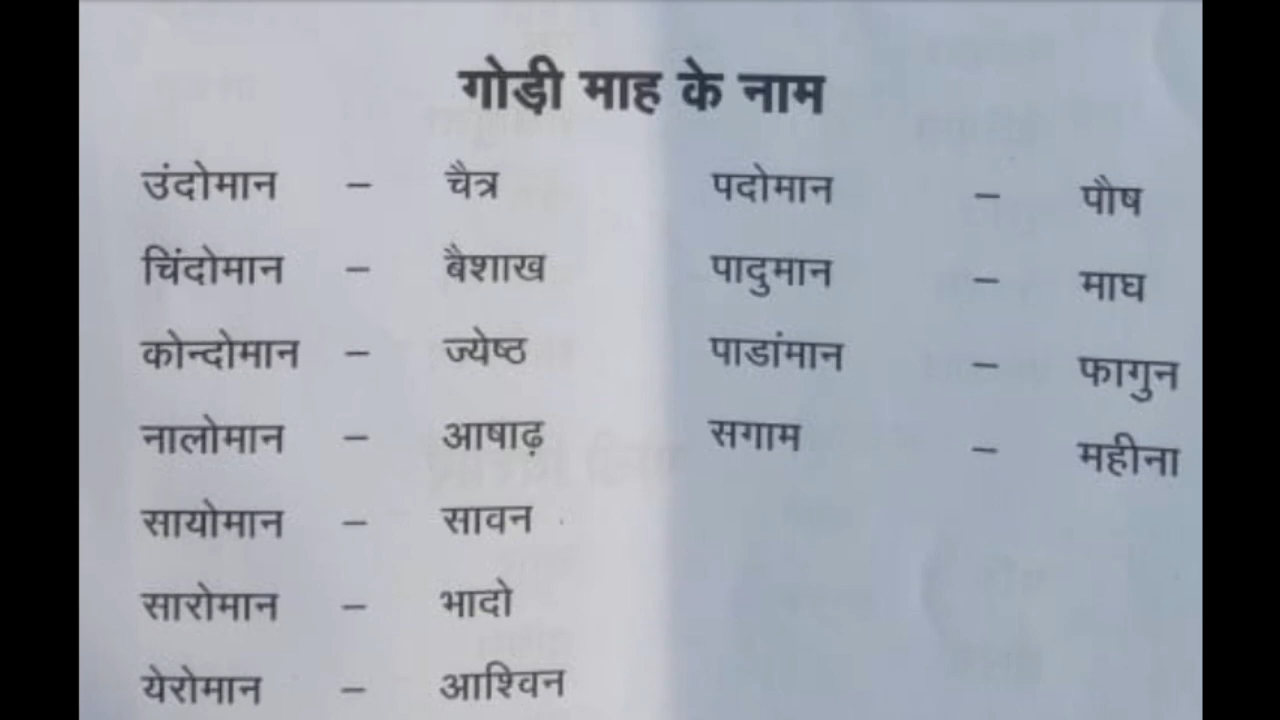 गोड़ी माह के नाम
उंदोमान – चैत्र
चिंदोमान – बैशाख
कोन्दोमान – ज्येष्ठ
नालोमान – आषाढ़
सायोमान – सावन
सारोमान – भादो
येरोमान – आश्विन
पदोमान – पौष
पादुमान – माघ
पाडांमान – फागुन
सगाम – महीना